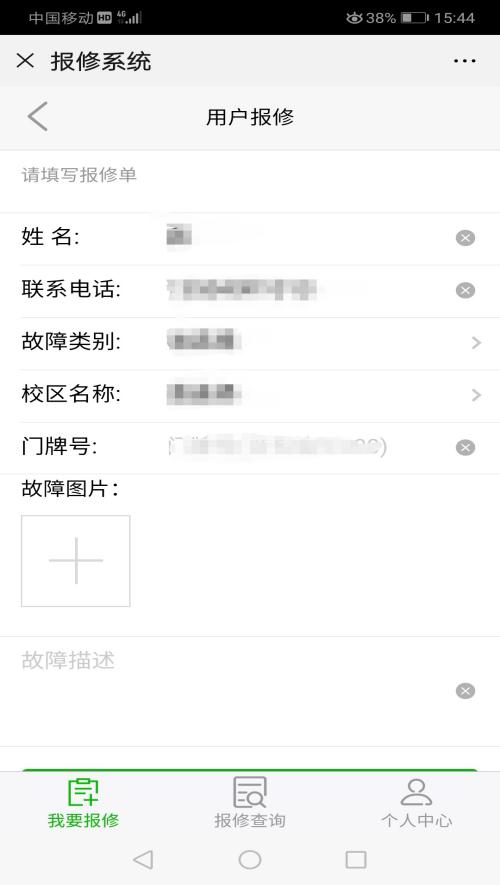 中国移动 HD 4G 38% 15:44
报修系统
用户报修
请填写报修单
姓 名:
联系电话:
故障类别:
校区名称:
门牌号:
故障图片：
故障描述
我要报修 报修查询 个人中心